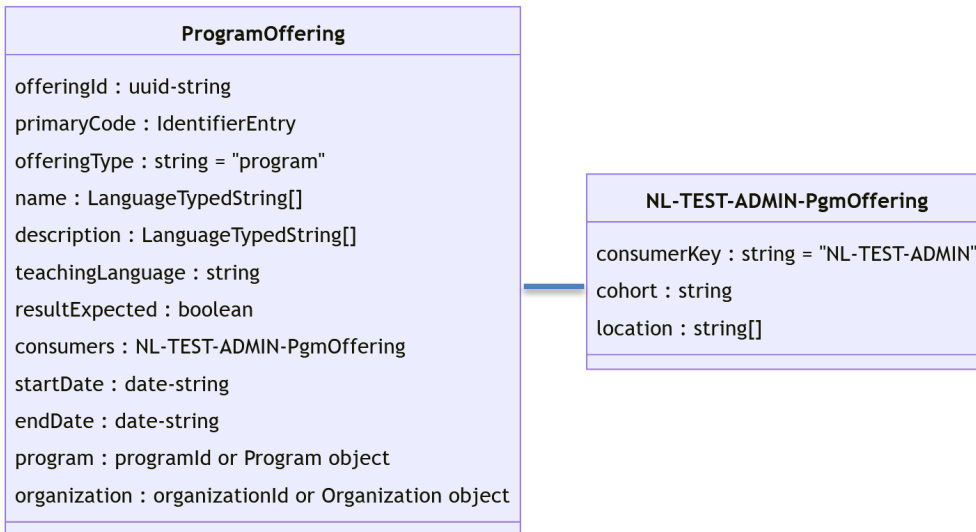 ProgramOffering
offeringId : uuid-string
primaryCode : IdentifierEntry
offeringType : string = "program"
name : LanguageTypedString[]
description : LanguageTypedString[]
teachingLanguage : string
resultExpected : boolean
consumers : NL-TEST-ADMIN-PgmOffering
startDate : date-string
endDate : date-string
program : programId or Program object
organization : organizationId or Organization object
NL-TEST-ADMIN-PgmOffering
consumerKey : string = "NL-TEST-ADMIN"
cohort : string
location : string[]